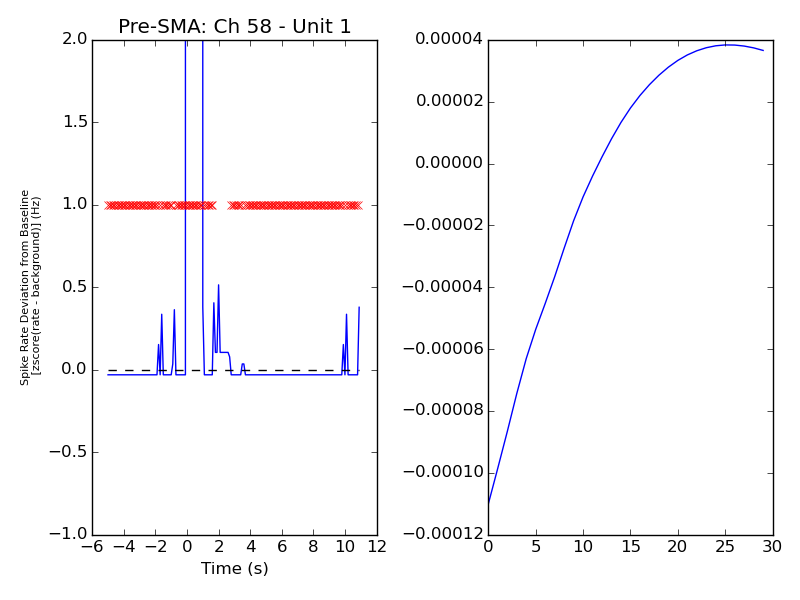 Pre-SMA: Ch 58 - Unit 1
Spike Rate Deviation from Baseline
[zscore(rate - background)] (Hz)
2.0
1.5
1.0
0.5
0.0
−0.5
−1.0
−6 −4 −2 0 2 4 6 8 10 12
Time (s)
0.00004
0.00002
0.00000
−0.00002
−0.00004
−0.00006
−0.00008
−0.00010
−0.00012
0 5 10 15 20 25 30